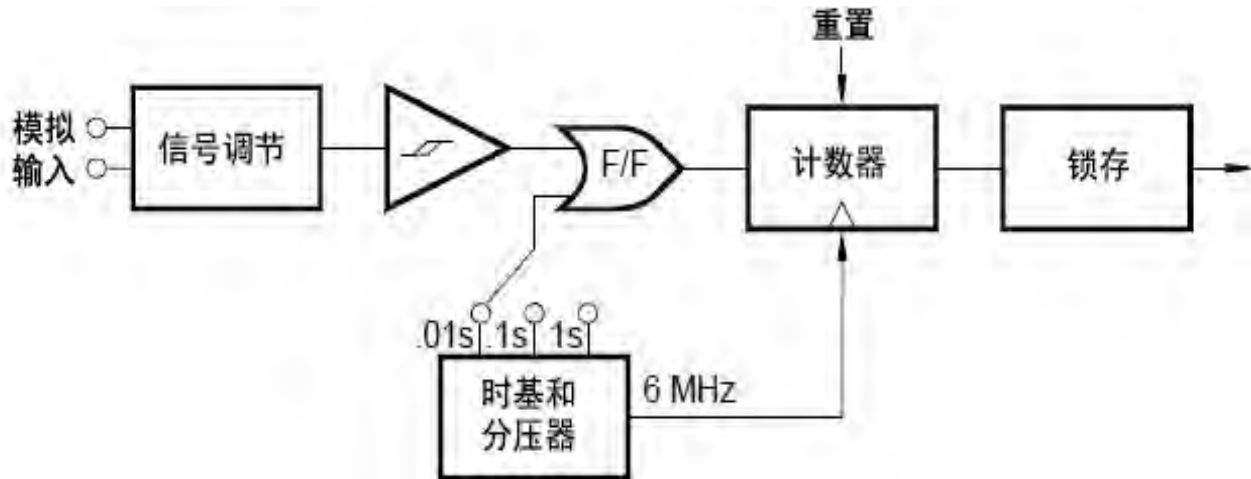 重置
模拟
输入
信号调节
F/F
计数器
锁存
.01s .1s 1s
时基和
分压器
6 MHz